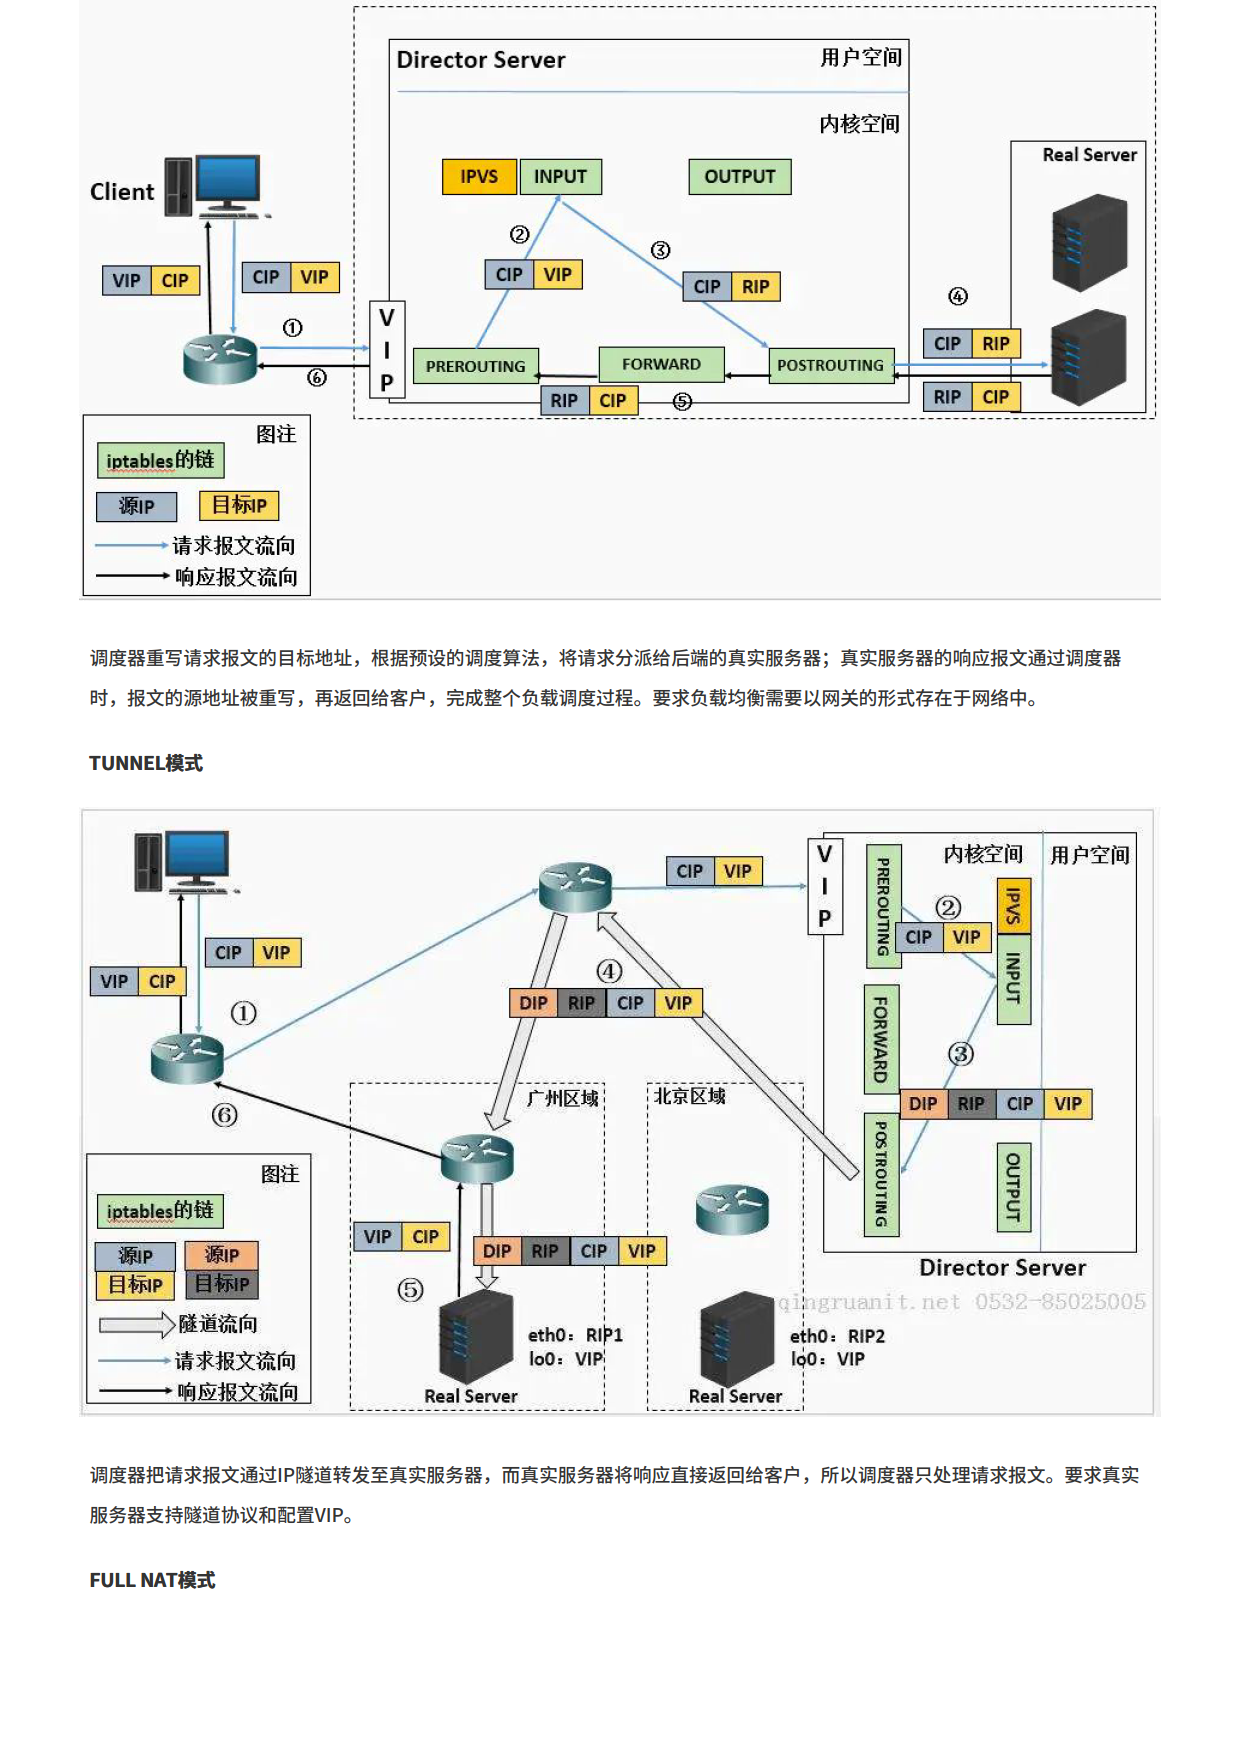 Director Server
用户空间
内核空间
Real Server
IPVS
INPUT
OUTPUT
Client
②
③
CIP VIP
CIP RIP
④
VIP CIP
CIP VIP
①
VIP
CIP RIP
PREROUTING
FORWARD
POSTROUTING
⑥
RIP CIP
⑤
RIP CIP
图注
iptables的链
源IP
目标IP
请求报文流向
响应报文流向
调度器重写请求报文的目标地址，根据预设的调度算法，将请求分派给后端的真实服务器；真实服务器的响应报文通过调度器
时，报文的源地址被重写，再返回给客户，完成整个负载调度过程。要求负载均衡需要以网关的形式存在于网络中。
TUNNEL模式
CIP VIP
VIP
PREROUTING
内核空间
用户空间
IPVS
②
CIP VIP
INPUT
CIP VIP
VIP CIP
①
④
DIP RIP CIP VIP
FORWARD
③
DIP RIP CIP VIP
⑥
广州区域
北京区域
POSTROUTING
OUTPUT
图注
iptables的链
源IP
源IP
目标IP
目标IP
隧道流向
请求报文流向
响应报文流向
VIP CIP
DIP RIP CIP VIP
⑤
Director Server
qingruanit.net 0532-85025005
eth0：RIP1
lo0：VIP
Real Server
eth0：RIP2
lo0：VIP
Real Server
调度器把请求报文通过IP隧道转发至真实服务器，而真实服务器将响应直接返回给客户，所以调度器只处理请求报文。要求真实
服务器支持隧道协议和配置VIP。
FULL NAT模式